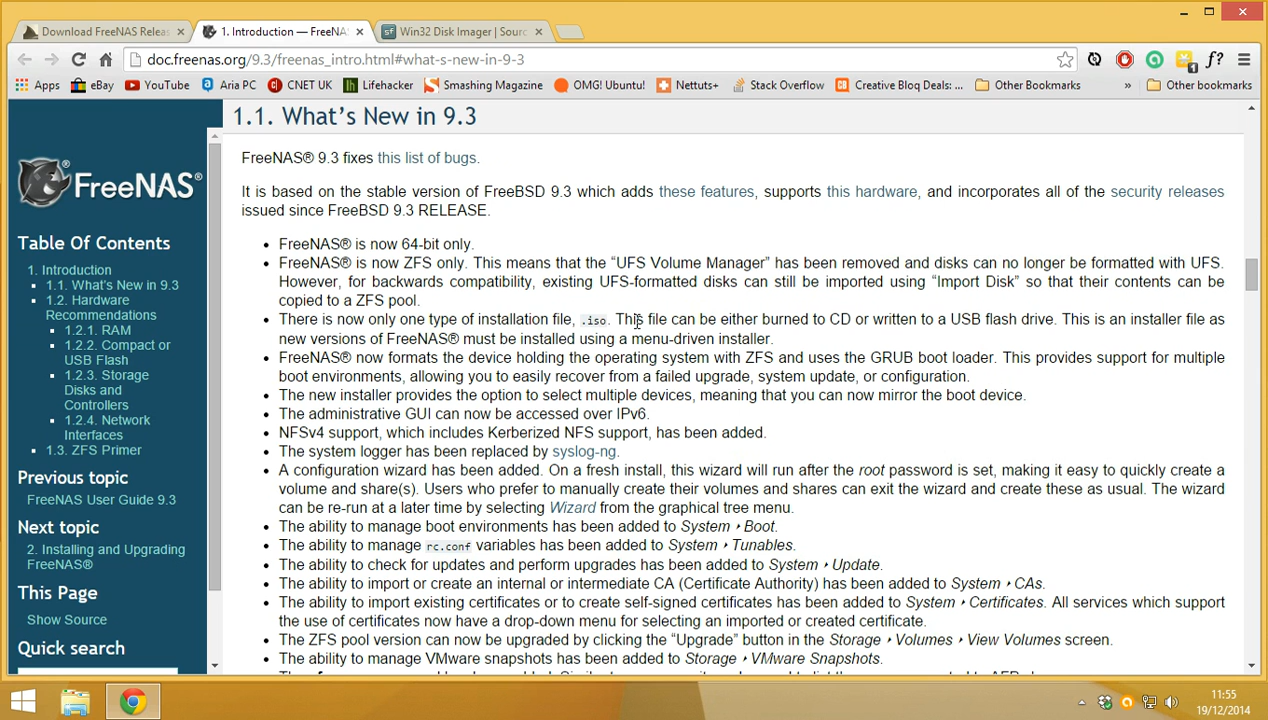 Download FreeNAS Relea
1. Introduction — FreeNA
Win32 Disk Imager | Sour
doc.freenas.org/9.3/freenas_intro.html#what-s-new-in-9-3
f?
1
Apps
eBay
YouTube
Aria PC
CNET UK
Lifehacker
Smashing Magazine
OMG! Ubuntu!
Nettuts+
Stack Overflow
Creative Bloq Deals: ...
Other Bookmarks
»
Other bookmarks
FreeNAS®
Table Of Contents
1. Introduction
1.1. What's New in 9.3
1.2. Hardware
Recommendations
1.2.1. RAM
1.2.2. Compact or
USB Flash
1.2.3. Storage
Disks and
Controllers
1.2.4. Network
Interfaces
1.3. ZFS Primer
Previous topic
FreeNAS User Guide 9.3
Next topic
2. Installing and Upgrading
FreeNAS®
This Page
Show Source
Quick search
1.1. What's New in 9.3
FreeNAS® 9.3 fixes this list of bugs.
It is based on the stable version of FreeBSD 9.3 which adds these features, supports this hardware, and incorporates all of the security releases
issued since FreeBSD 9.3 RELEASE.
• FreeNAS® is now 64-bit only.
• FreeNAS® is now ZFS only. This means that the “UFS Volume Manager” has been removed and disks can no longer be formatted with UFS.
However, for backwards compatibility, existing UFS-formatted disks can still be imported using “Import Disk” so that their contents can be
copied to a ZFS pool.
• There is now only one type of installation file, .iso. This file can be either burned to CD or written to a USB flash drive. This is an installer file as
new versions of FreeNAS® must be installed using a menu-driven installer.
• FreeNAS® now formats the device holding the operating system with ZFS and uses the GRUB boot loader. This provides support for multiple
boot environments, allowing you to easily recover from a failed upgrade, system update, or configuration.
• The new installer provides the option to select multiple devices, meaning that you can now mirror the boot device.
• The administrative GUI can now be accessed over IPv6.
• NFSv4 support, which includes Kerberized NFS support, has been added.
• The system logger has been replaced by syslog-ng.
• A configuration wizard has been added. On a fresh install, this wizard will run after the root password is set, making it easy to quickly create a
volume and share(s). Users who prefer to manually create their volumes and shares can exit the wizard and create these as usual. The wizard
can be re-run at a later time by selecting Wizard from the graphical tree menu.
• The ability to manage boot environments has been added to System ‣ Boot.
• The ability to manage rc.conf variables has been added to System ‣ Tunables.
• The ability to check for updates and perform upgrades has been added to System ‣ Update.
• The ability to import or create an internal or intermediate CA (Certificate Authority) has been added to System ‣ CAs.
• The ability to import existing certificates or to create self-signed certificates has been added to System ‣ Certificates. All services which support
the use of certificates now have a drop-down menu for selecting an imported or created certificate.
• The ZFS pool version can now be upgraded by clicking the “Upgrade” button in the Storage ‣ Volumes ‣ View Volumes screen.
• The ability to manage VMware snapshots has been added to Storage ‣ VMware Snapshots.
11:55
19/12/2014